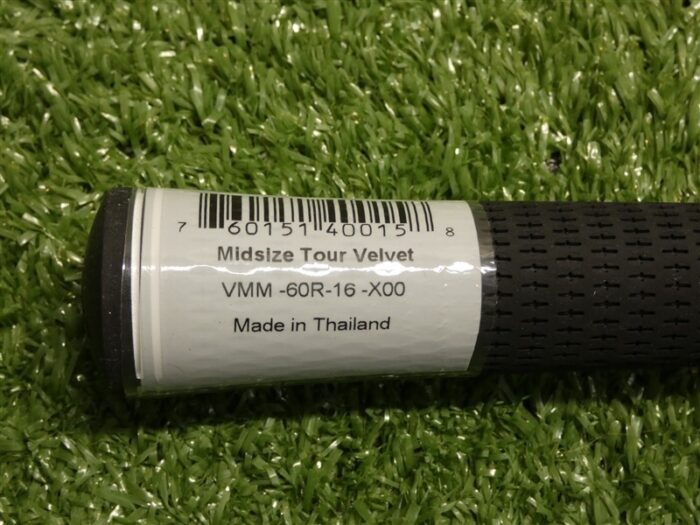 7 60151 40015 8
Midsize Tour Velvet
VMM -60R-16 -X00
Made in Thailand